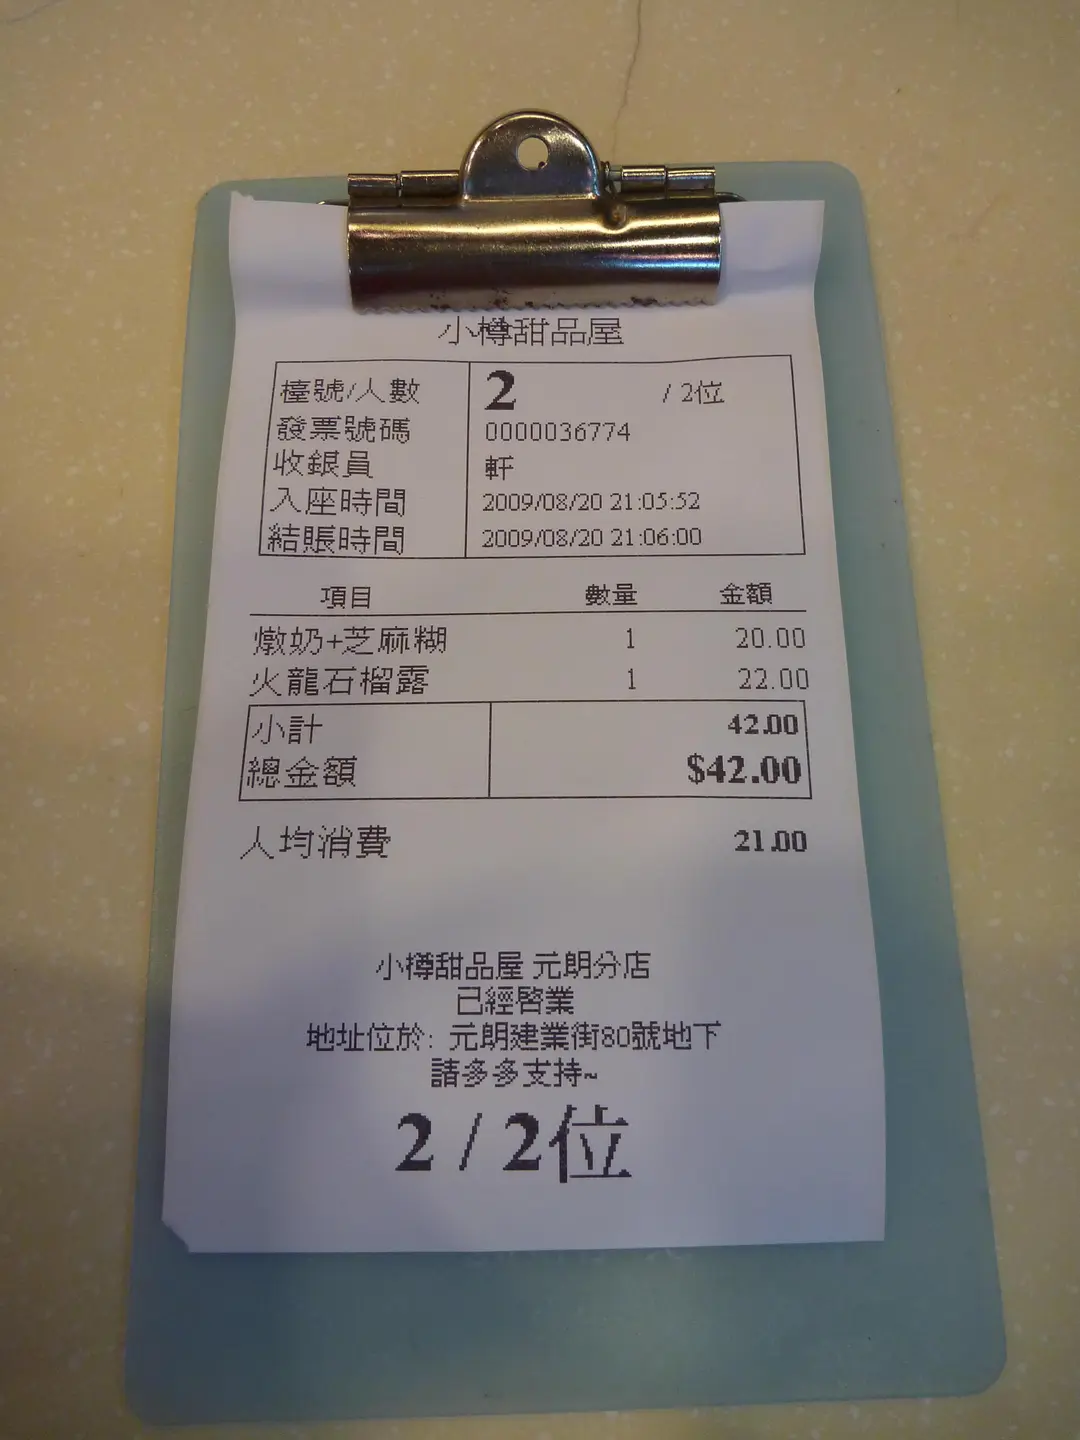 小樽甜品屋
檯號/人數 2 / 2位
發票號碼 0000036774
收銀員 軒
入座時間 2009/08/20 21:05:52
結賬時間 2009/08/20 21:06:00
項目 數量 金額
燉奶+芝麻糊 1 20.00
火龍石榴露 1 22.00
小計 42.00
總金額 $42.00
人均消費 21.00
小樽甜品屋 元朗分店
已經啓業
地址位於: 元朗建業街80號地下
請多多支持~
2 / 2位